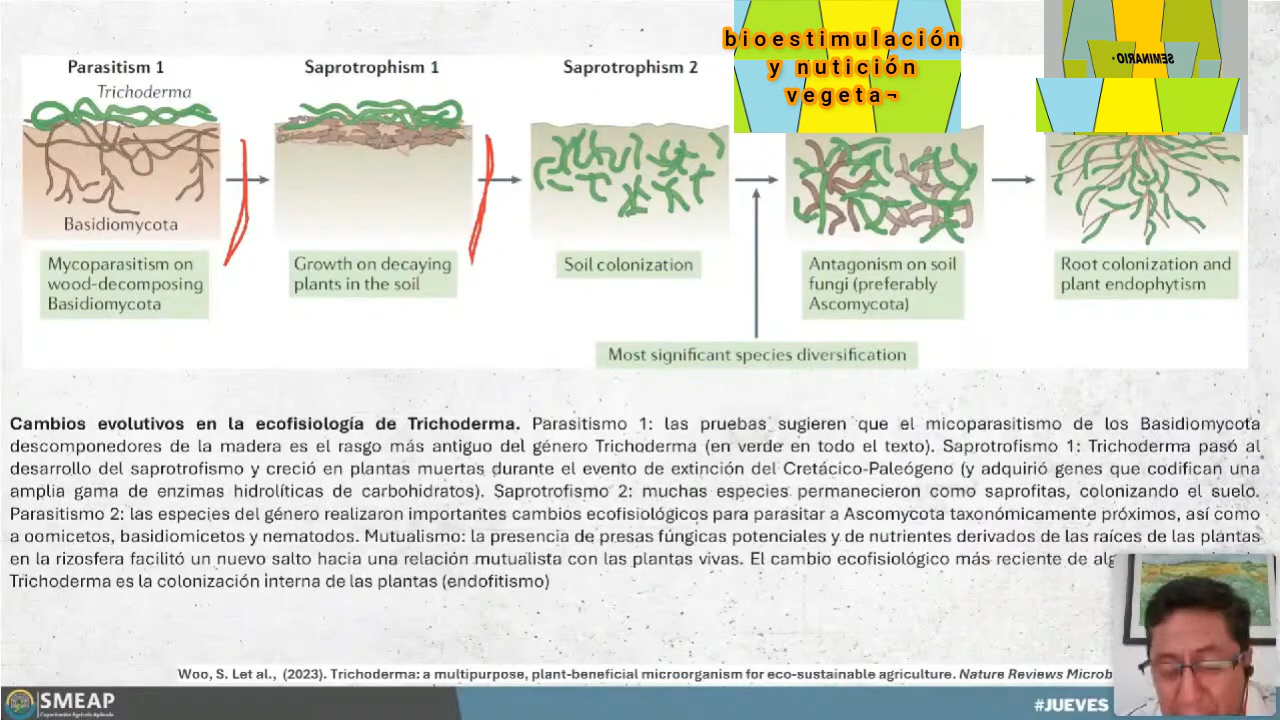 bioestimulación
y nutición
vegeta¬
SEMINARIO ·
Parasitism 1
Saprotrophism 1
Saprotrophism 2
Trichoderma
Basidiomycota
Mycoparasitism on
wood-decomposing
Basidiomycota
Growth on decaying
plants in the soil
Soil colonization
Antagonism on soil
fungi (preferably
Ascomycota)
Root colonization and
plant endophytism
Most significant species diversification
Cambios evolutivos en la ecofisiología de Trichoderma. Parasitismo 1: las pruebas sugieren que el micoparasitismo de los Basidiomycota
descomponedores de la madera es el rasgo más antiguo del género Trichoderma (en verde en todo el texto). Saprotrofismo 1: Trichoderma pasó al
desarrollo del saprotrofismo y creció en plantas muertas durante el evento de extinción del Cretácico-Paleógeno (y adquirió genes que codifican una
amplia gama de enzimas hidrolíticas de carbohidratos). Saprotrofismo 2: muchas especies permanecieron como saprofitas, colonizando el suelo.
Parasitismo 2: las especies del género realizaron importantes cambios ecofisiológicos para parasitar a Ascomycota taxonómicamente próximos, así como
a oomicetos, basidiomicetos y nematodos. Mutualismo: la presencia de presas fúngicas potenciales y de nutrientes derivados de las raíces de las plantas
en la rizosfera facilitó un nuevo salto hacia una relación mutualista con las plantas vivas. El cambio ecofisiológico más reciente de
Trichoderma es la colonización interna de las plantas (endofitismo)
Woo, S. Let al., (2023). Trichoderma: a multipurpose, plant-beneficial microorganism for eco-sustainable agriculture. Nature Reviews Microb
SMEAP
Capacitación Agrícola Aplicada
#JUEVES